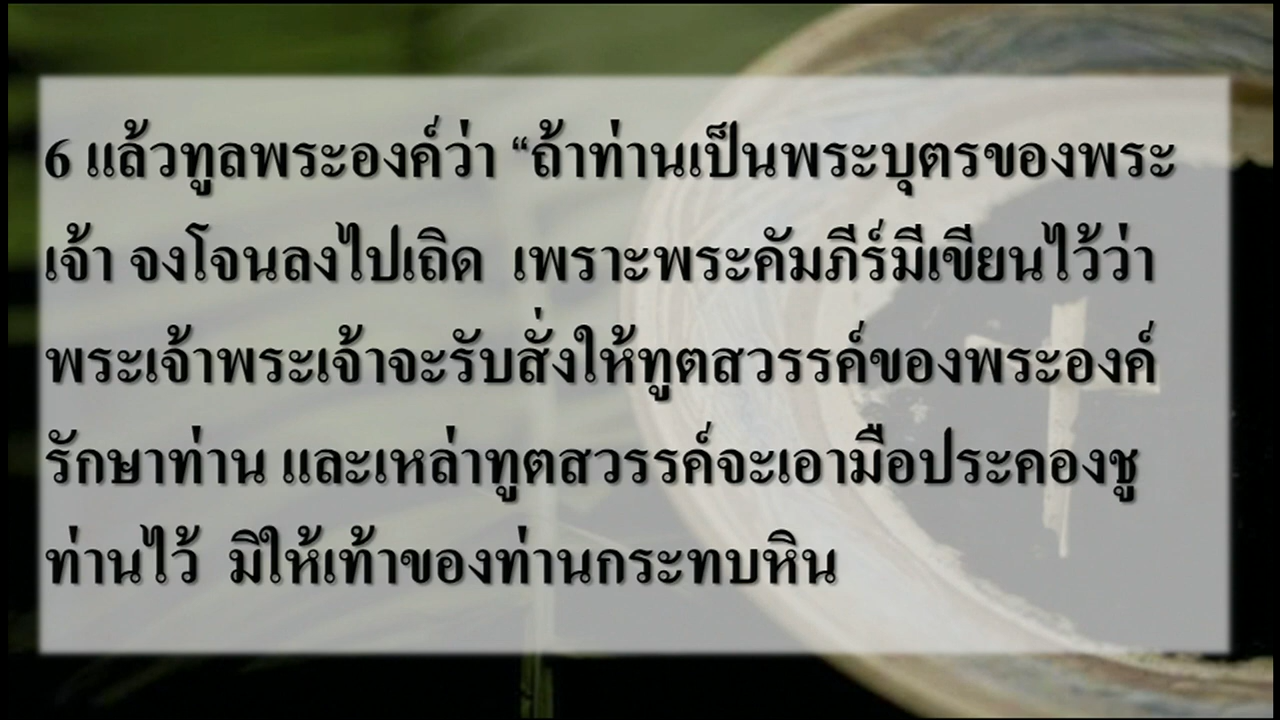 6 แล้วทูลพระองค์ว่า “ถ้าท่านเป็นพระบุตรของพระ
เจ้า จงโจนลงไปเถิด  เพราะพระคัมภีร์มีเขียนไว้ว่า
พระเจ้าพระเจ้าจะรับสั่งให้ทูตสวรรค์ของพระองค์
รักษาท่าน และเหล่าทูตสวรรค์จะเอามือประคองชู
ท่านไว้  มิให้เท้าของท่านกระทบหิน